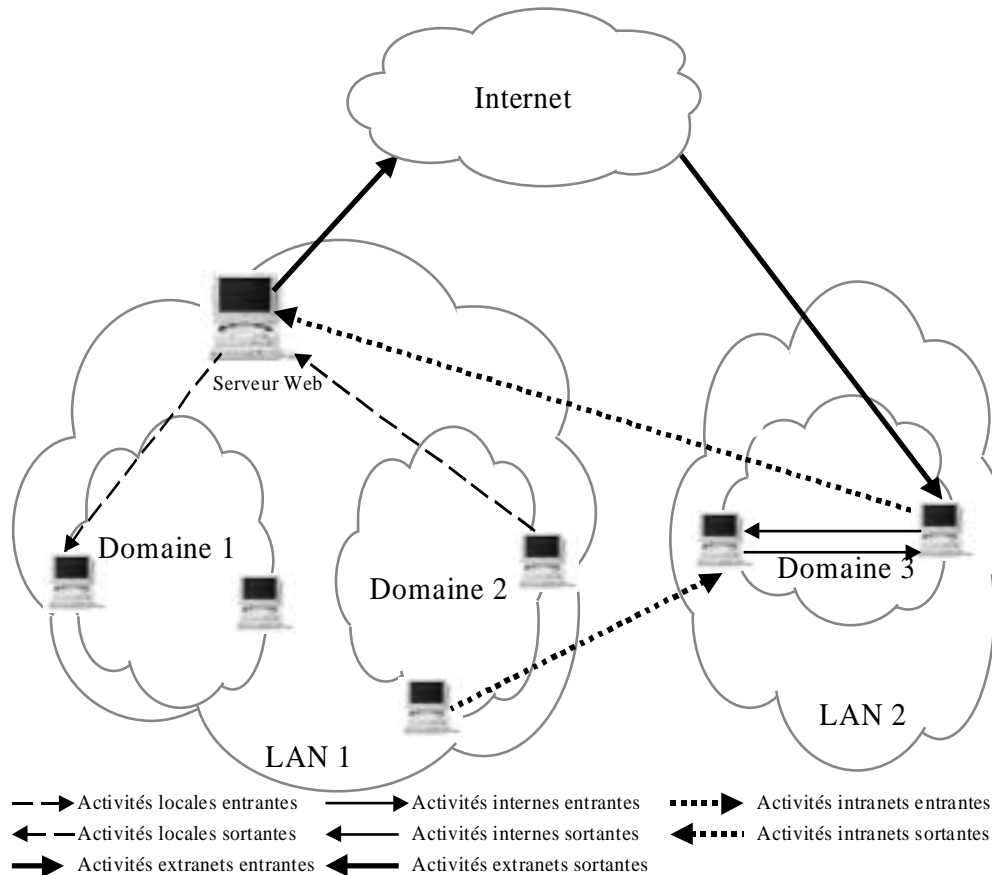 Internet
Serveur Web
Domaine 1
Domaine 2
Domaine 3
LAN 1
LAN 2
Activités locales entrantes
Activités internes entrantes
Activités intranets entrantes
Activités locales sortantes
Activités internes sortantes
Activités intranets sortantes
Activités extranets entrantes
Activités extranets sortantes